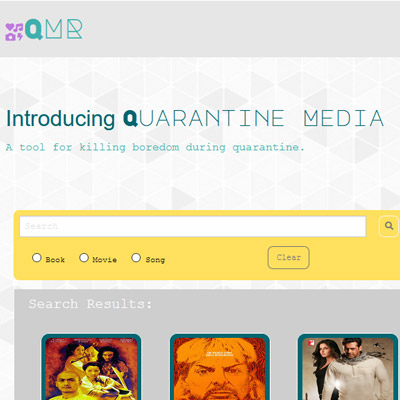 QMR
Introducing QUARANTINE MEDIA
A tool for killing boredom during quarantine.
Search
Book Movie Song Clear
Search Results: